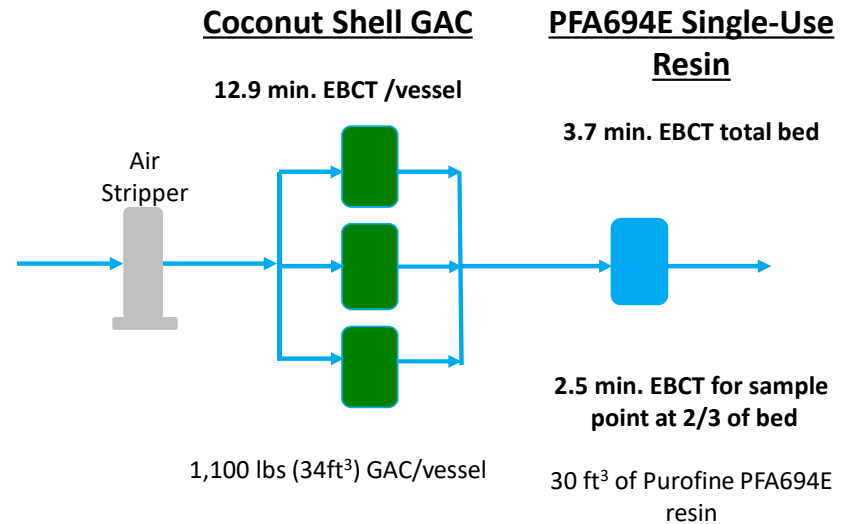 Coconut Shell GAC
12.9 min. EBCT /vessel
PFA694E Single-Use
Resin
3.7 min. EBCT total bed
Air
Stripper
1,100 lbs (34ft³) GAC/vessel
2.5 min. EBCT for sample
point at 2/3 of bed
30 ft³ of Purofine PFA694E
resin